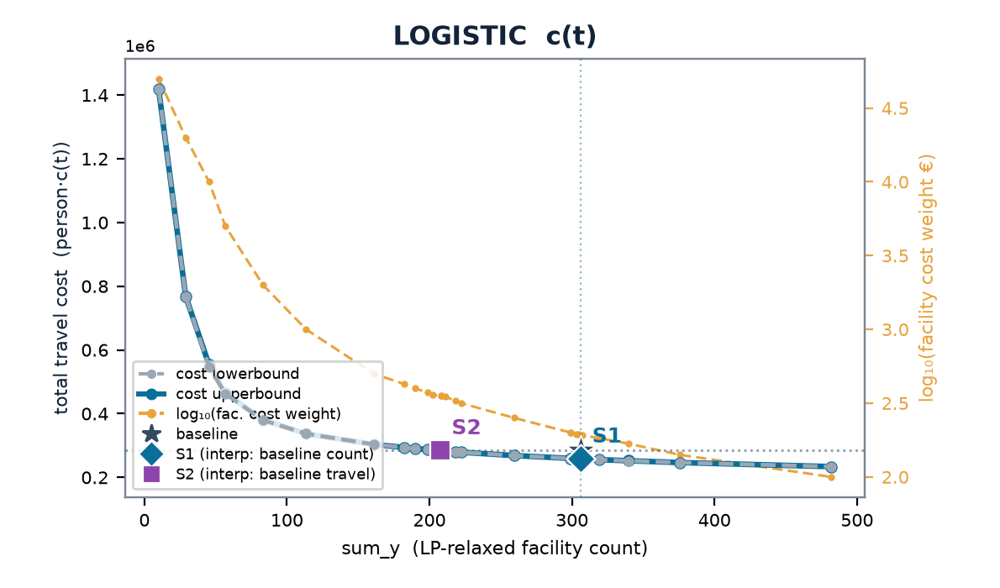 LOGISTIC  c(t)
1e6
1.4
1.2
1.0
0.8
0.6
0.4
0.2
total travel cost  (person·c(t))
4.5
4.0
3.5
3.0
2.5
2.0
log₁₀(facility cost weight €)
cost lowerbound
cost upperbound
log₁₀(fac. cost weight)
baseline
S1 (interp: baseline count)
S2 (interp: baseline travel)
S2
S1
0
100
200
300
400
500
sum_y  (LP-relaxed facility count)